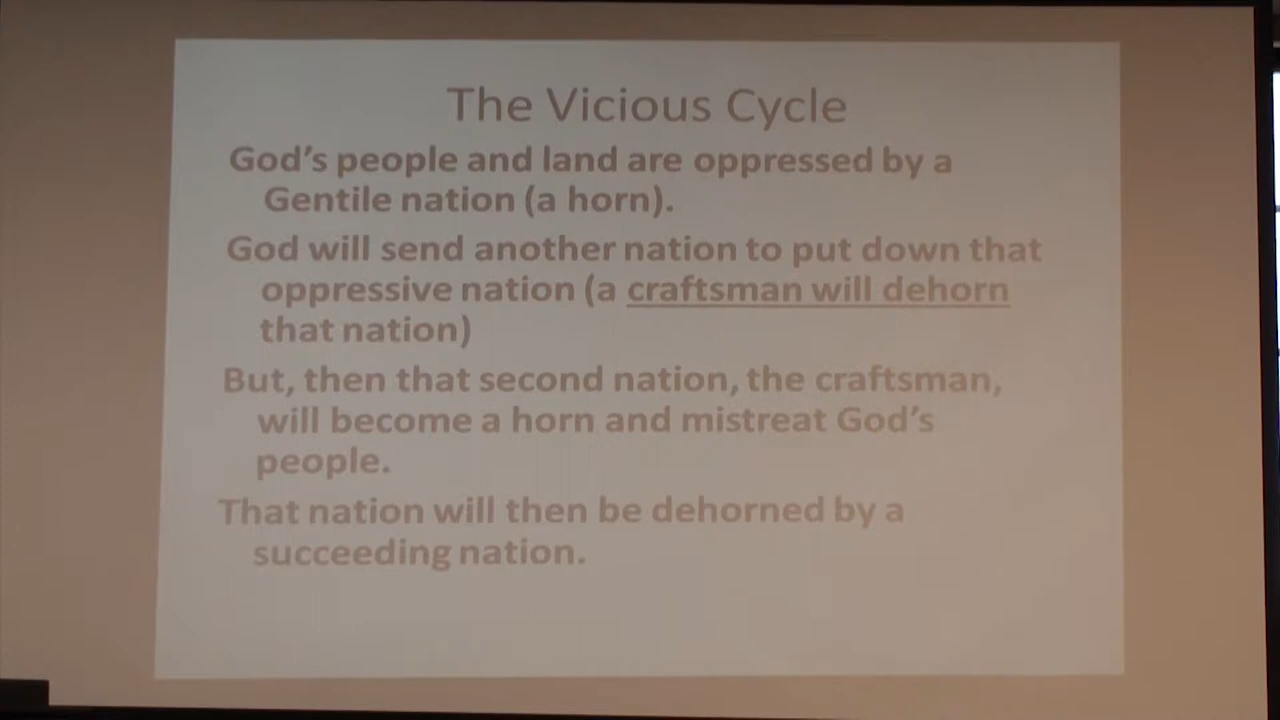 The Vicious Cycle
God's people and land are oppressed by a
Gentile nation (a horn).
God will send another nation to put down that
oppressive nation (a craftsman will dehorn
that nation)
But, then that second nation, the craftsman,
will become a horn and mistreat God's
people.
That nation will then be dehorned by a
succeeding nation.